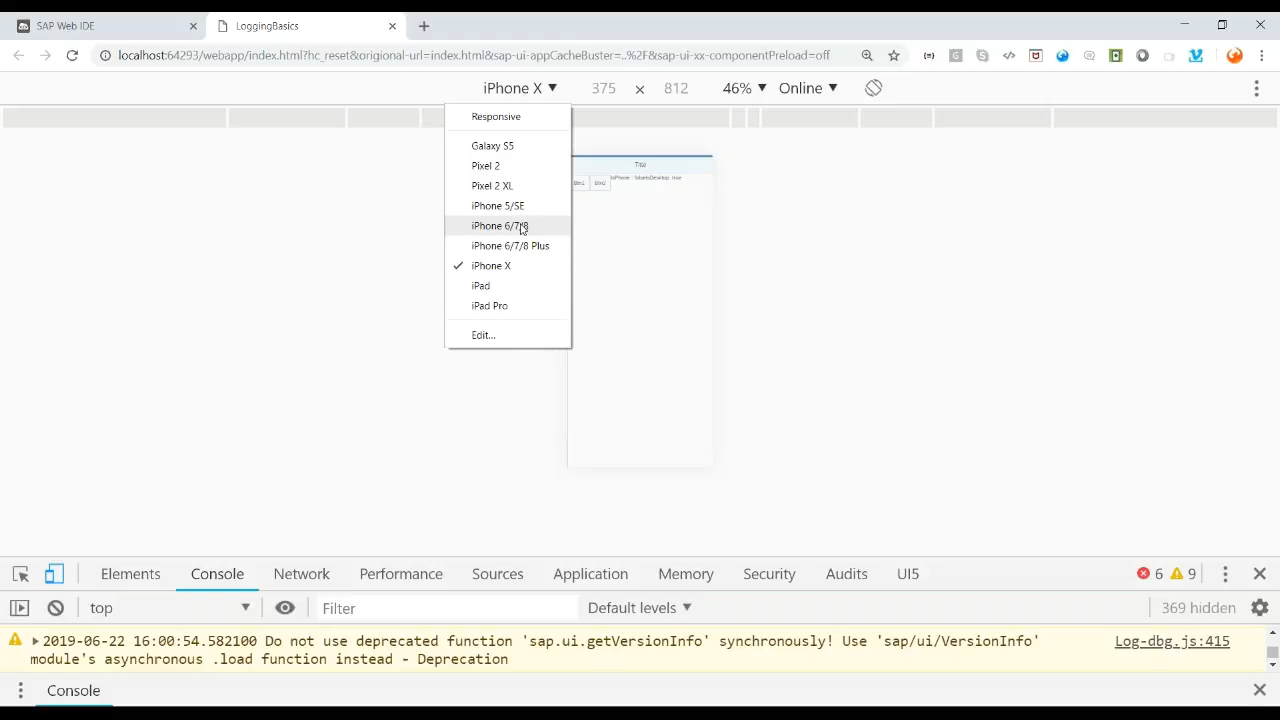 SAP Web IDE
LoggingBasics
localhost:64293/webapp/index.html?hc_reset&origional-url=index.html&sap-ui-appCacheBuster=..%2F&sap-ui-xx-componentPreload=off
iPhone X 375 × 812 46% Online
Responsive
Galaxy S5
Pixel 2
Pixel 2 XL
iPhone 5/SE
iPhone 6/7/8
iPhone 6/7/8 Plus
iPhone X
iPad
iPad Pro
Edit...
Title
Btn1 Btn2
Elements Console Network Performance Sources Application Memory Security Audits UI5 6 9
top Filter Default levels 369 hidden
2019-06-22 16:00:54.582100 Do not use deprecated function 'sap.ui.getVersionInfo' synchronously! Use 'sap/ui/VersionInfo' Log-dbg.js:415
module's asynchronous .load function instead - Deprecation
Console